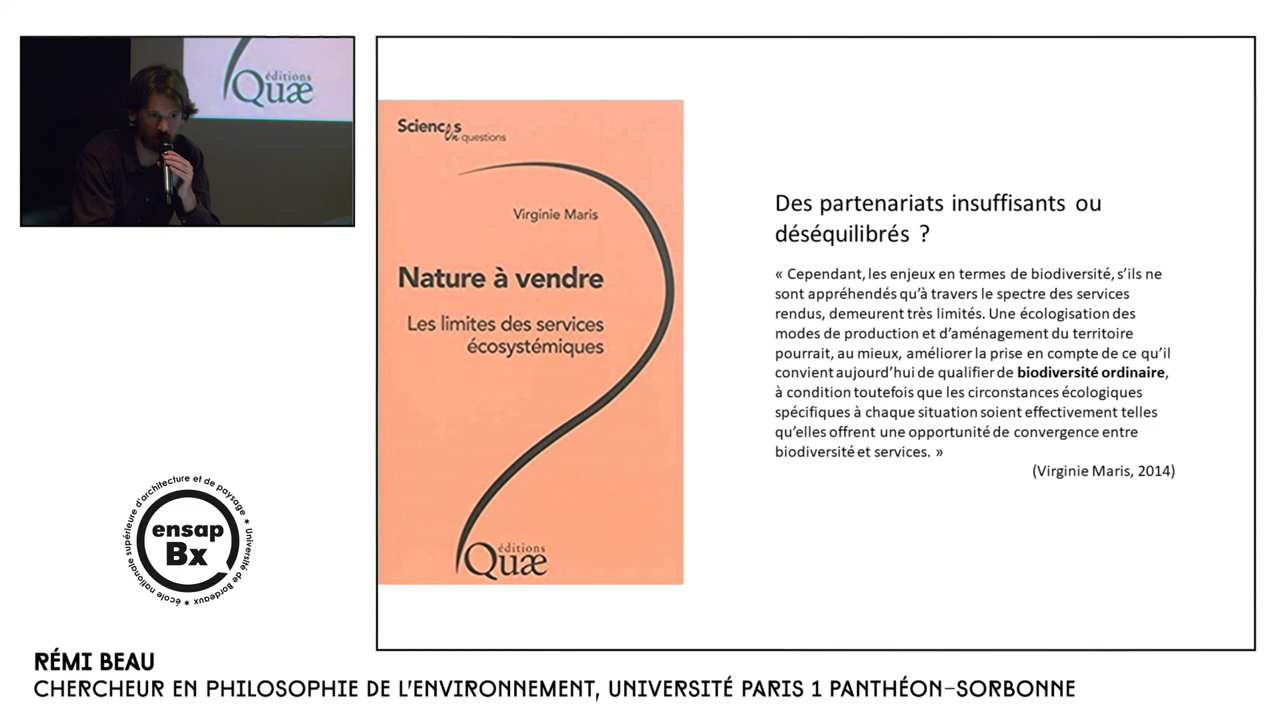 éditions
Quæ
Sciences
en questions
Virginie Maris
Nature à vendre
Les limites des services
écosystémiques
éditions
Quæ
Des partenariats insuffisants ou
déséquilibrés ?
« Cependant, les enjeux en termes de biodiversité, s’ils ne
sont appréhendés qu’à travers le spectre des services
rendus, demeurent très limités. Une écologisation des
modes de production et d’aménagement du territoire
pourrait, au mieux, améliorer la prise en compte de ce qu’il
convient aujourd’hui de qualifier de biodiversité ordinaire,
à condition toutefois que les circonstances écologiques
spécifiques à chaque situation soient effectivement telles
qu’elles offrent une opportunité de convergence entre
biodiversité et services. »
(Virginie Maris, 2014)
école nationale supérieure d'architecture et de paysage * Université de Bordeaux *
ensap
Bx
RÉMI BEAU
CHERCHEUR EN PHILOSOPHIE DE L’ENVIRONNEMENT, UNIVERSITÉ PARIS 1 PANTHÉON-SORBONNE